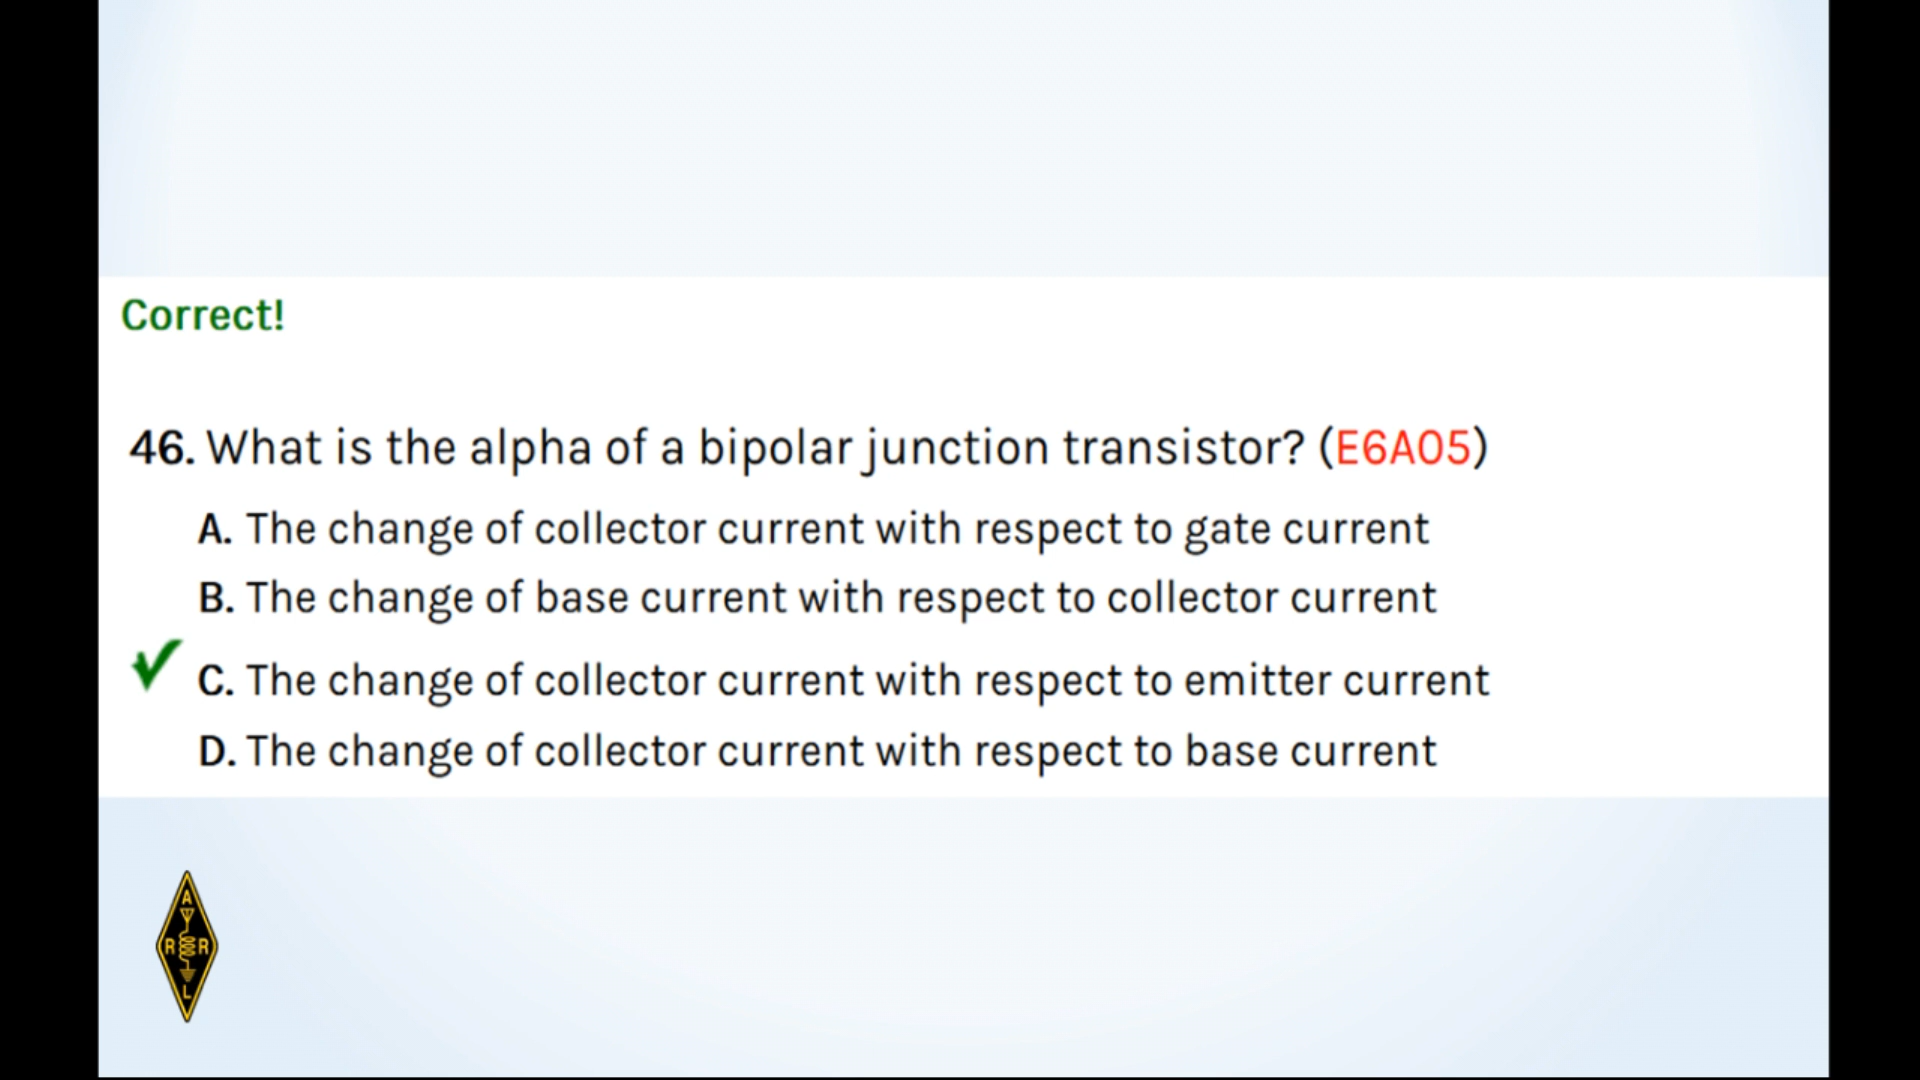 Correct!
46. What is the alpha of a bipolar junction transistor? (E6A05)
A. The change of collector current with respect to gate current
B. The change of base current with respect to collector current
C. The change of collector current with respect to emitter current
D. The change of collector current with respect to base current
A
R R
L